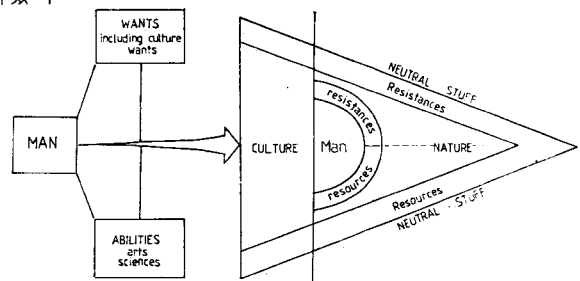 WANTS
including culture
wants
MAN
ABILITIES
arts
sciences
NEUTRAL STUFF
Resistances
resistances
CULTURE
Man
NATURE
resources
Resources
NEUTRAL STUFF